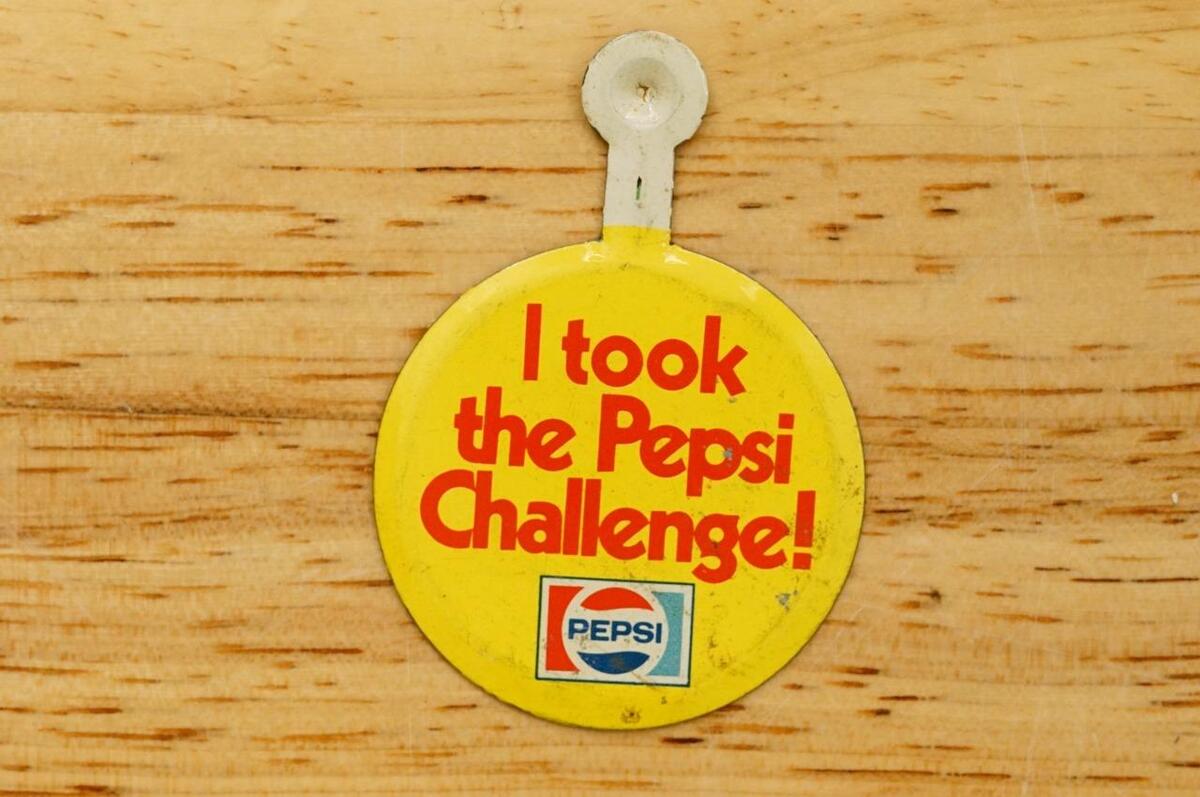 I took
the Pepsi
Challenge!
PEPSI